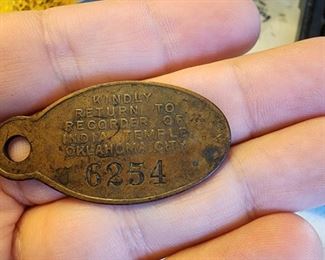 KINDLY
RETURN TO
RECORDER OF
INDIA TEMPLE
OKLAHOMA CITY
6254